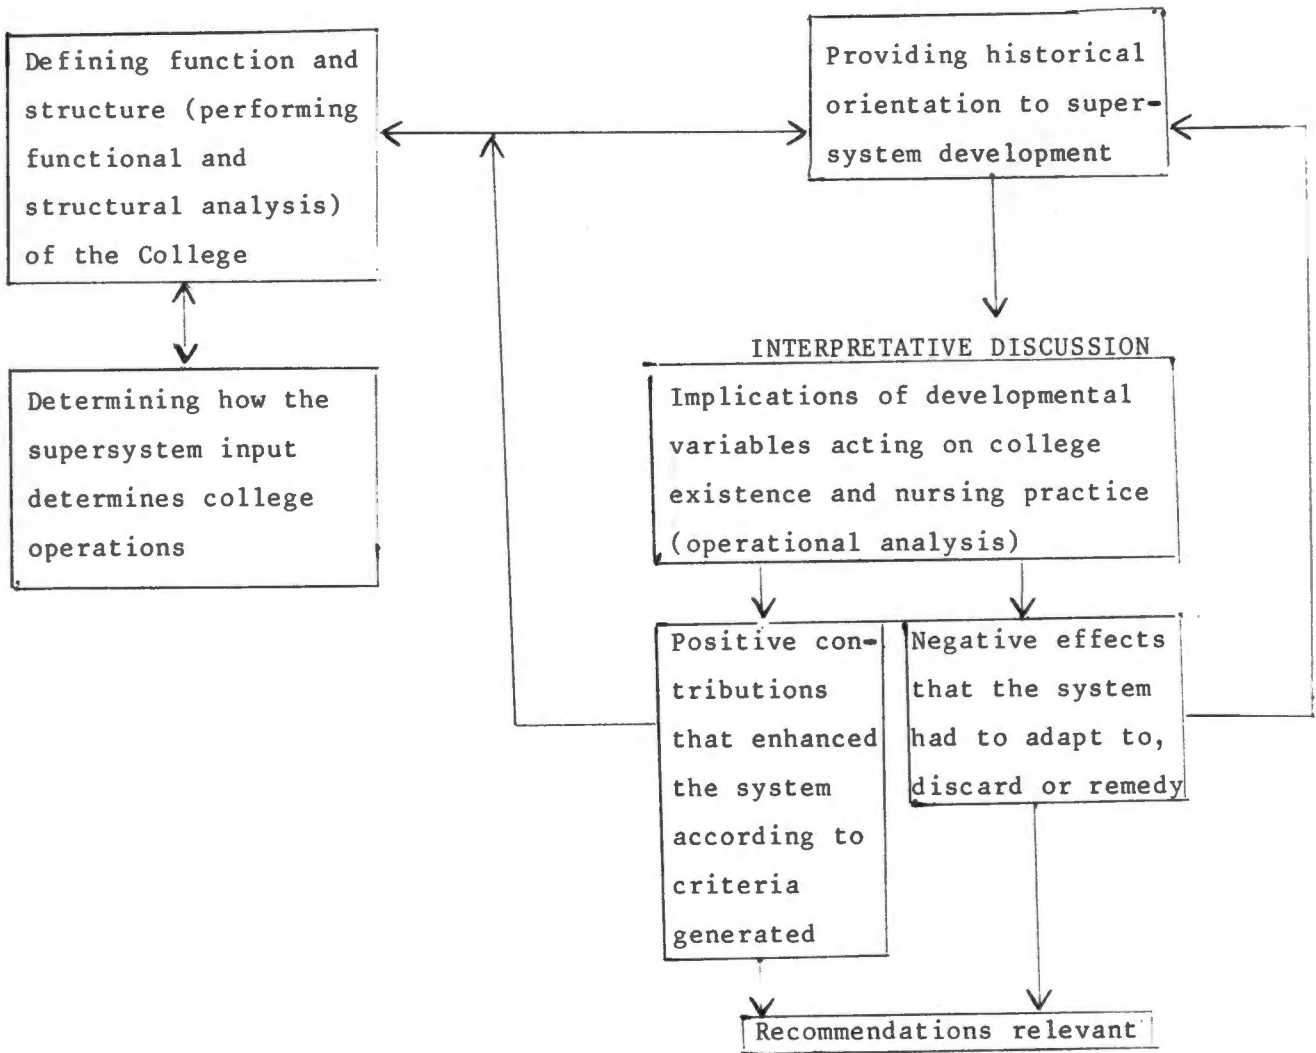 Defining function and
structure (performing
functional and
structural analysis)
of the College
Determining how the
supersystem input
determines college
operations
Providing historical
orientation to super-
system development
INTERPRETATIVE DISCUSSION
Implications of developmental
variables acting on college
existence and nursing practice
(operational analysis)
Positive con-
tributions
that enhanced
the system
according to
criteria
generated
Negative effects
that the system
had to adapt to,
discard or remedy
Recommendations relevant